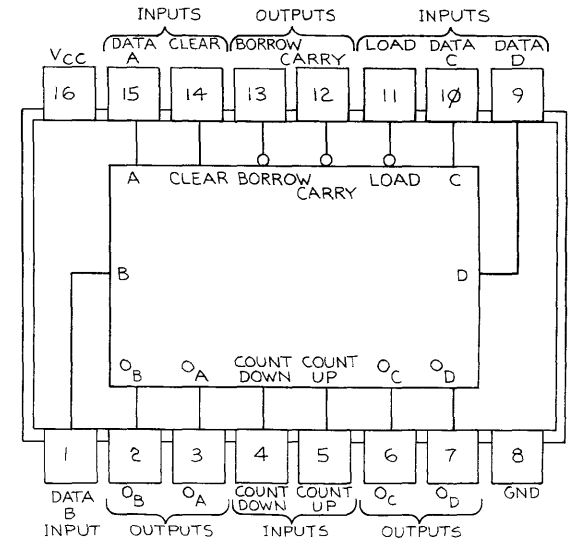 INPUTS OUTPUTS INPUTS
DATA A CLEAR BORROW CARRY LOAD DATA C DATA D
VCC
16 15 14 13 12 11 10 9
A CLEAR BORROW CARRY LOAD C
B D
OB OA COUNT DOWN COUNT UP OC OD
1 2 3 4 5 6 7 8
DATA B INPUT OB OA COUNT DOWN COUNT UP OC OD GND
OUTPUTS INPUTS OUTPUTS